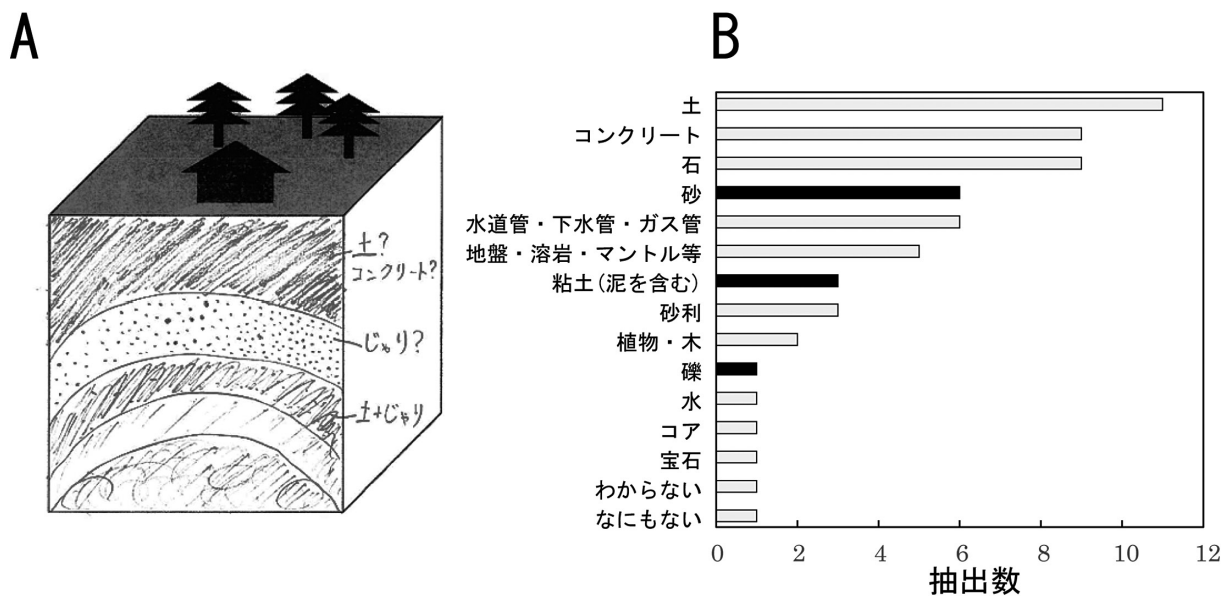 A
土?
コンクリート?
じゃり?
土+じゃり
B
土
コンクリート
石
砂
水道管・下水管・ガス管
地盤・溶岩・マントル等
粘土(泥を含む)
砂利
植物・木
礫
水
コア
宝石
わからない
なにもない
0 2 4 6 8 10 12
抽出数